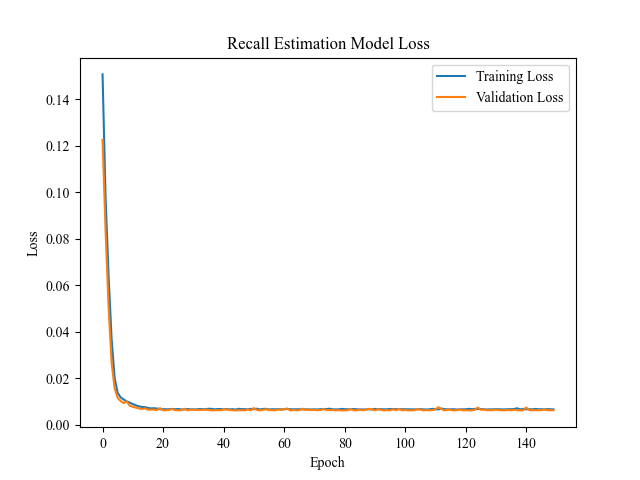 Recall Estimation Model Loss
Training Loss
Validation Loss
0.14
0.12
0.10
0.08
0.06
0.04
0.02
0.00
Loss
0 20 40 60 80 100 120 140
Epoch